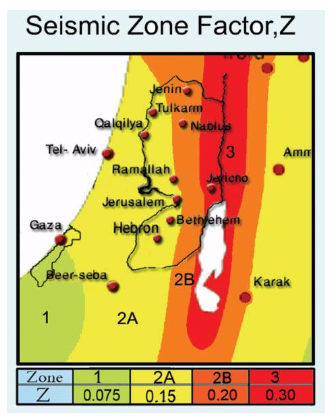 Seismic Zone Factor,Z
Jenin
Tulkarm
Qalqilya
Nablus
Tel- Aviv
3
Amm
Ramallah
Jericho
Jerusalem
Gaza
Bethlehem
Hebron
Beer-seba
2B
Karak
1
2A
Zone 1 2A 2B 3
Z 0.075 0.15 0.20 0.30